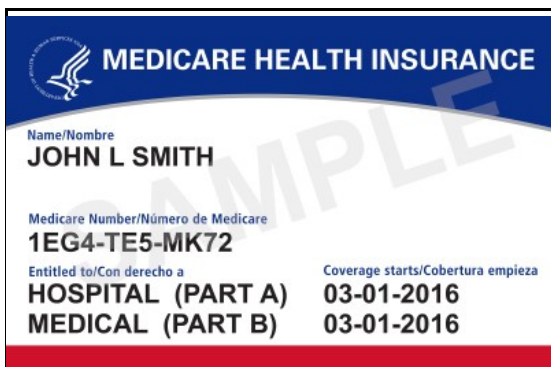 MEDICARE HEALTH INSURANCE
Name/Nombre
JOHN L SMITH
Medicare Number/Número de Medicare
1EG4-TE5-MK72
Entitled to/Con derecho a
Coverage starts/Cobertura empieza
HOSPITAL (PART A) 03-01-2016
MEDICAL (PART B) 03-01-2016
SAMPLE